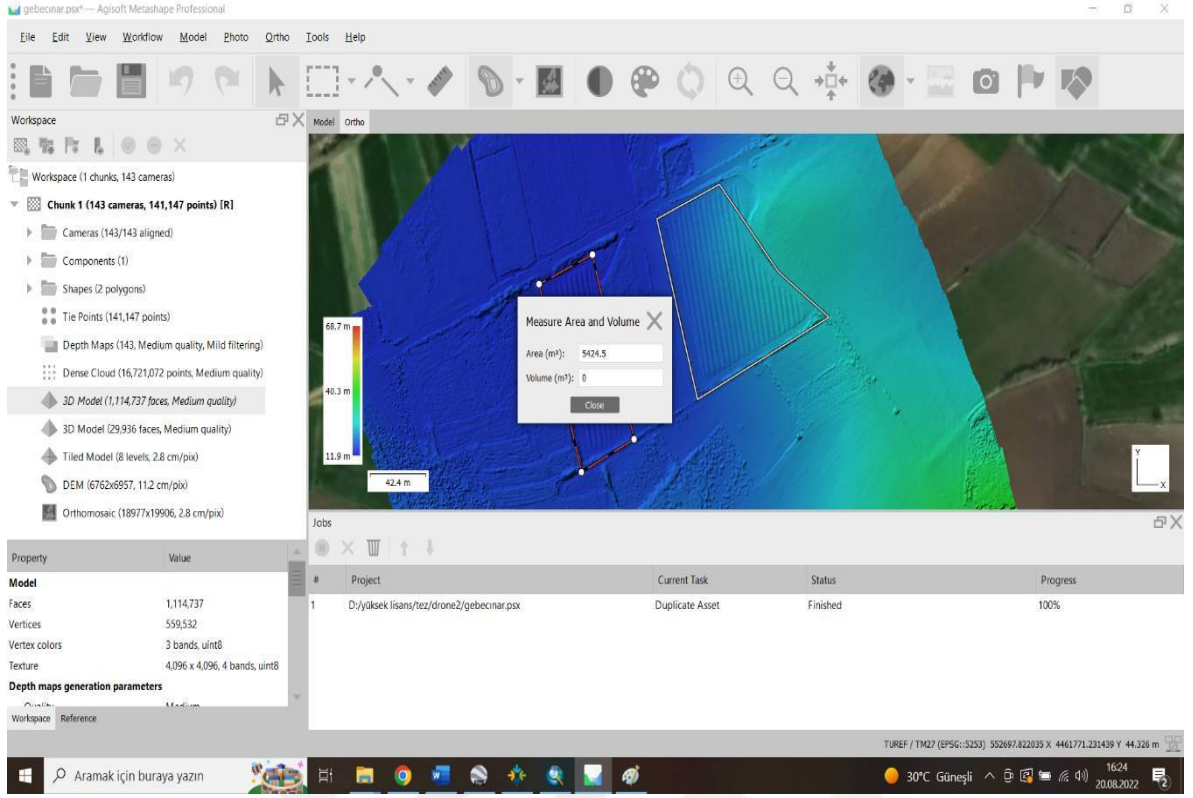 gebecınar.psx* — Agisoft Metashape Professional
File Edit View Workflow Model Photo Ortho Tools Help
Workspace
Model Ortho
Workspace (1 chunks, 143 cameras)
Chunk 1 (143 cameras, 141,147 points) [R]
Cameras (143/143 aligned)
Components (1)
Shapes (2 polygons)
Tie Points (141,147 points)
Depth Maps (143, Medium quality, Mild filtering)
Dense Cloud (16,721,072 points, Medium quality)
3D Model (1,114,737 faces, Medium quality)
3D Model (29,936 faces, Medium quality)
Tiled Model (8 levels, 2.8 cm/pix)
DEM (6762x6957, 11.2 cm/pix)
Orthomosaic (18977x19906, 2.8 cm/pix)
68.7 m
40.3 m
11.9 m
42.4 m
Measure Area and Volume
Area (m²): 5424.5
Volume (m³): 0
Close
Y
X
Property Value
Model
Faces 1,114,737
Vertices 559,532
Vertex colors 3 bands, uint8
Texture 4,096 x 4,096, 4 bands, uint8
Depth maps generation parameters
Quality Medium
Workspace Reference
Jobs
# Project Current Task Status Progress
1 D:/yüksek lisans/tez/drone2/gebecınar.psx Duplicate Asset Finished 100%
TUREF / TM27 (EPSG::5253) 552697.822035 X 4461771.231439 Y 44.326 m
Aramak için buraya yazın
30°C Güneşli
16:24
20.08.2022
2